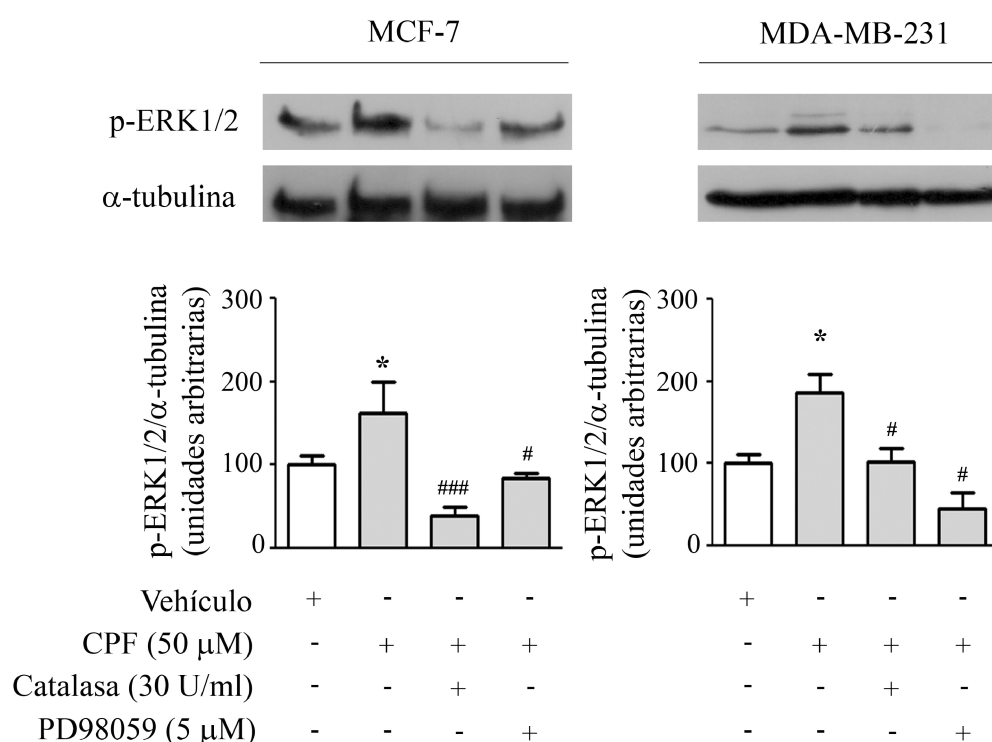 MCF-7 MDA-MB-231
p-ERK1/2
α-tubulina
p-ERK1/2/α-tubulina
(unidades arbitrarias)
300
200
100
0
*
###
#
p-ERK1/2/α-tubulina
(unidades arbitrarias)
300
200
100
0
*
#
#
Vehículo + - - - + - - -
CPF (50 µM) - + + + - + + +
Catalasa (30 U/ml) - - + - - - + -
PD98059 (5 µM) - - - + - - - +